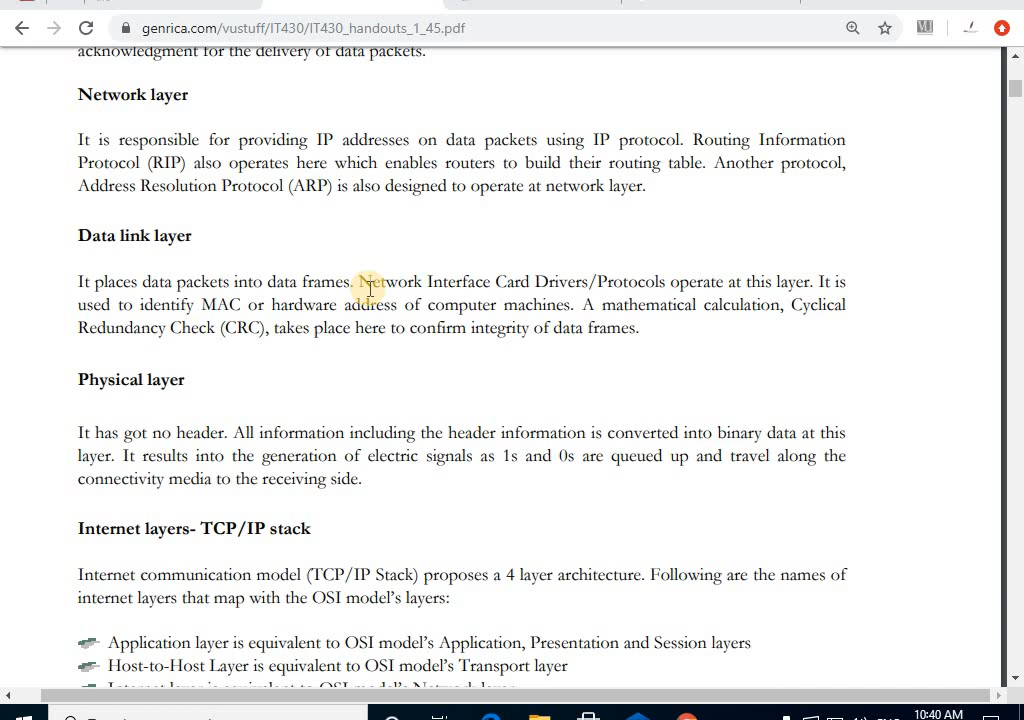 genrica.com/vustuff/IT430/IT430_handouts_1_45.pdf
acknowledgment for the delivery of data packets.
Network layer
It is responsible for providing IP addresses on data packets using IP protocol. Routing Information
Protocol (RIP) also operates here which enables routers to build their routing table. Another protocol,
Address Resolution Protocol (ARP) is also designed to operate at network layer.
Data link layer
It places data packets into data frames. Network Interface Card Drivers/Protocols operate at this layer. It is
used to identify MAC or hardware address of computer machines. A mathematical calculation, Cyclical
Redundancy Check (CRC), takes place here to confirm integrity of data frames.
Physical layer
It has got no header. All information including the header information is converted into binary data at this
layer. It results into the generation of electric signals as 1s and 0s are queued up and travel along the
connectivity media to the receiving side.
Internet layers- TCP/IP stack
Internet communication model (TCP/IP Stack) proposes a 4 layer architecture. Following are the names of
internet layers that map with the OSI model's layers:
Application layer is equivalent to OSI model's Application, Presentation and Session layers
Host-to-Host Layer is equivalent to OSI model's Transport layer
Internet layer is equivalent to OSI model's Network layer
10:40 AM